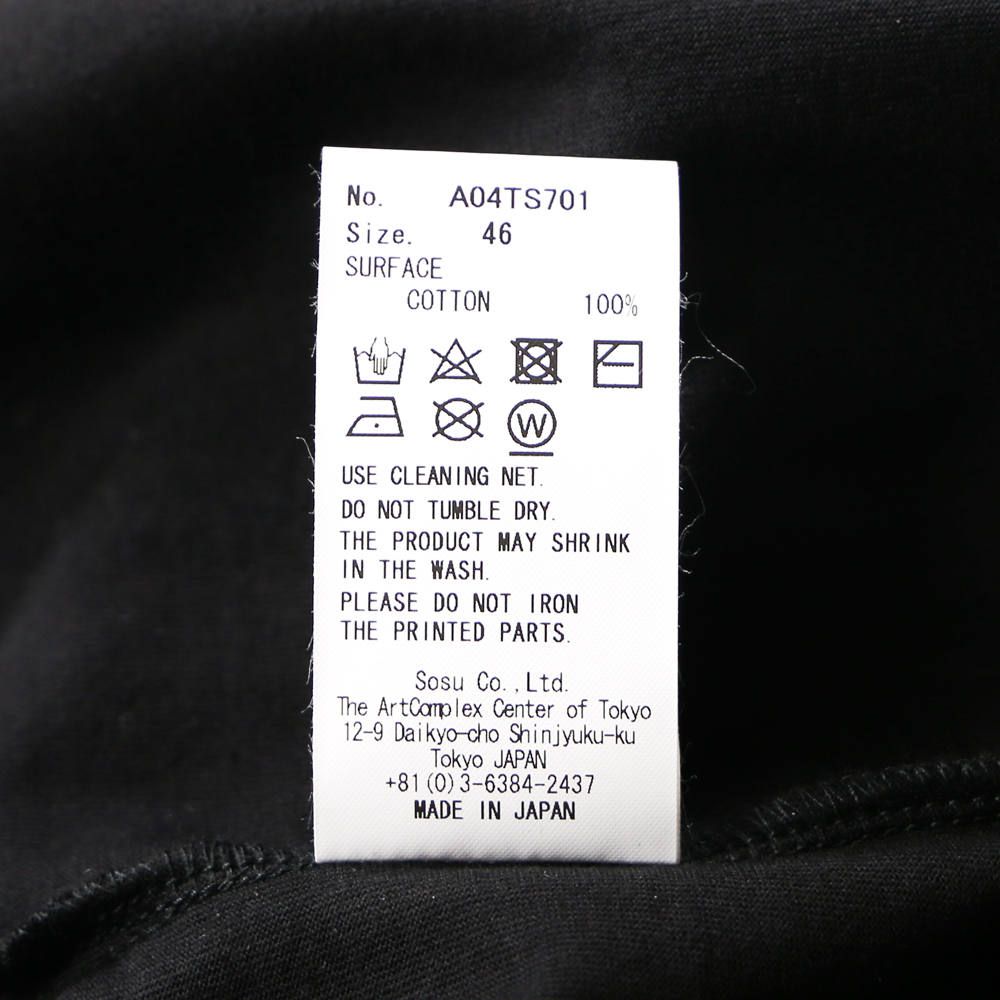 No. A04TS701
Size. 46
SURFACE
COTTON 100%
W
USE CLEANING NET.
DO NOT TUMBLE DRY.
THE PRODUCT MAY SHRINK
IN THE WASH.
PLEASE DO NOT IRON
THE PRINTED PARTS.
Sosu Co.,Ltd.
The ArtComplex Center of Tokyo
12-9 Daikyo-cho Shinjyuku-ku
Tokyo JAPAN
+81(0)3-6384-2437
MADE IN JAPAN